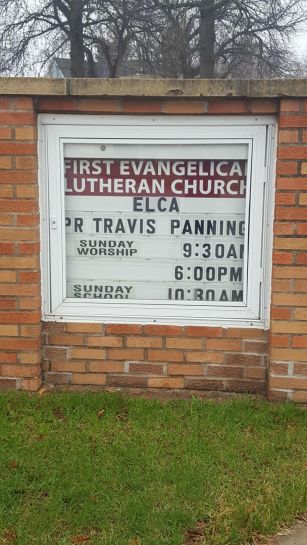 FIRST EVANGELICAL
LUTHERAN CHURCH
ELCA
PR TRAVIS PANNING
SUNDAY WORSHIP 9:30AM
6:00PM
SUNDAY SCHOOL 10:30AM